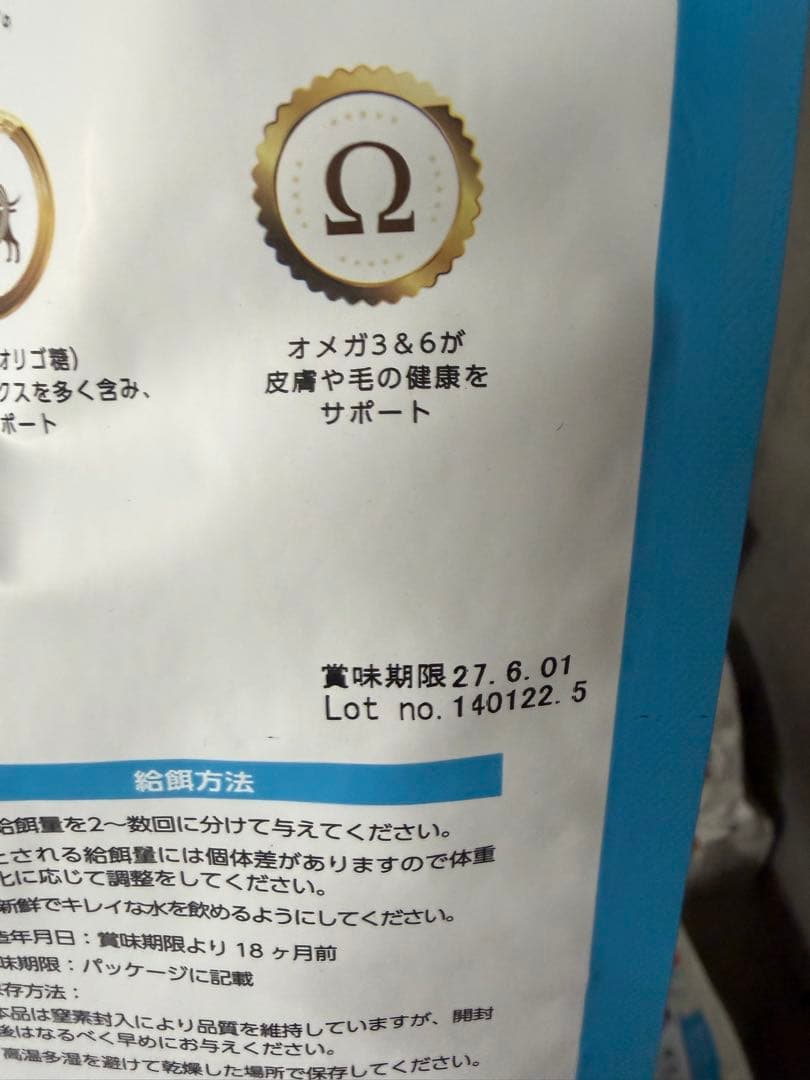 Ω
オメガ3&6が
皮膚や毛の健康を
サポート
オリゴ糖)
クスを多く含み、
ポート
賞味期限27.6.01
Lot no.140122.5
給餌方法
給餌量を2〜数回に分けて与えてください。
とされる給餌量には個体差がありますので体重
化に応じて調整をしてください。
新鮮でキレイな水を飲めるようにしてください。
造年月日：賞味期限より18ヶ月前
味期限：パッケージに記載
存方法：
本品は窒素封入により品質を維持していますが、開封
後はなるべく早めにお与えください。
高温多湿を避けて乾燥した場所で保存してください。